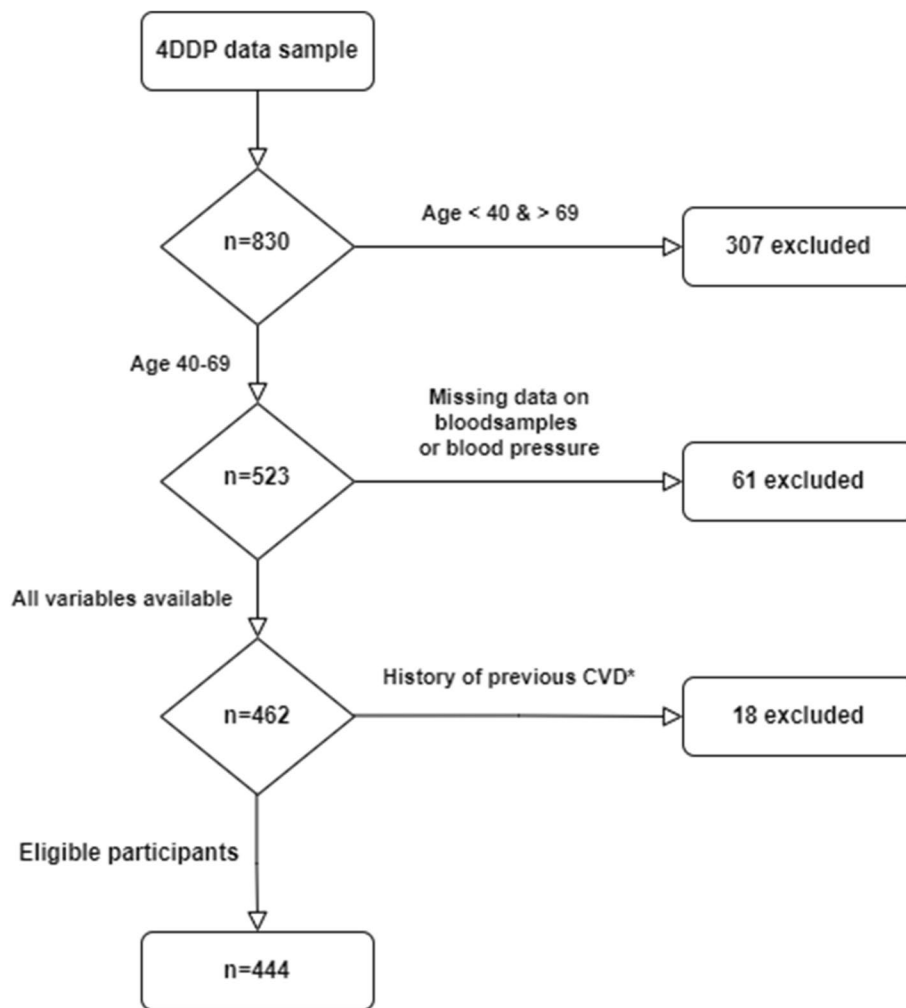 4DDP data sample
n=830
Age < 40 & > 69
307 excluded
Age 40-69
n=523
Missing data on
bloodsamples
or blood pressure
61 excluded
All variables available
n=462
History of previous CVD*
18 excluded
Eligible participants
n=444